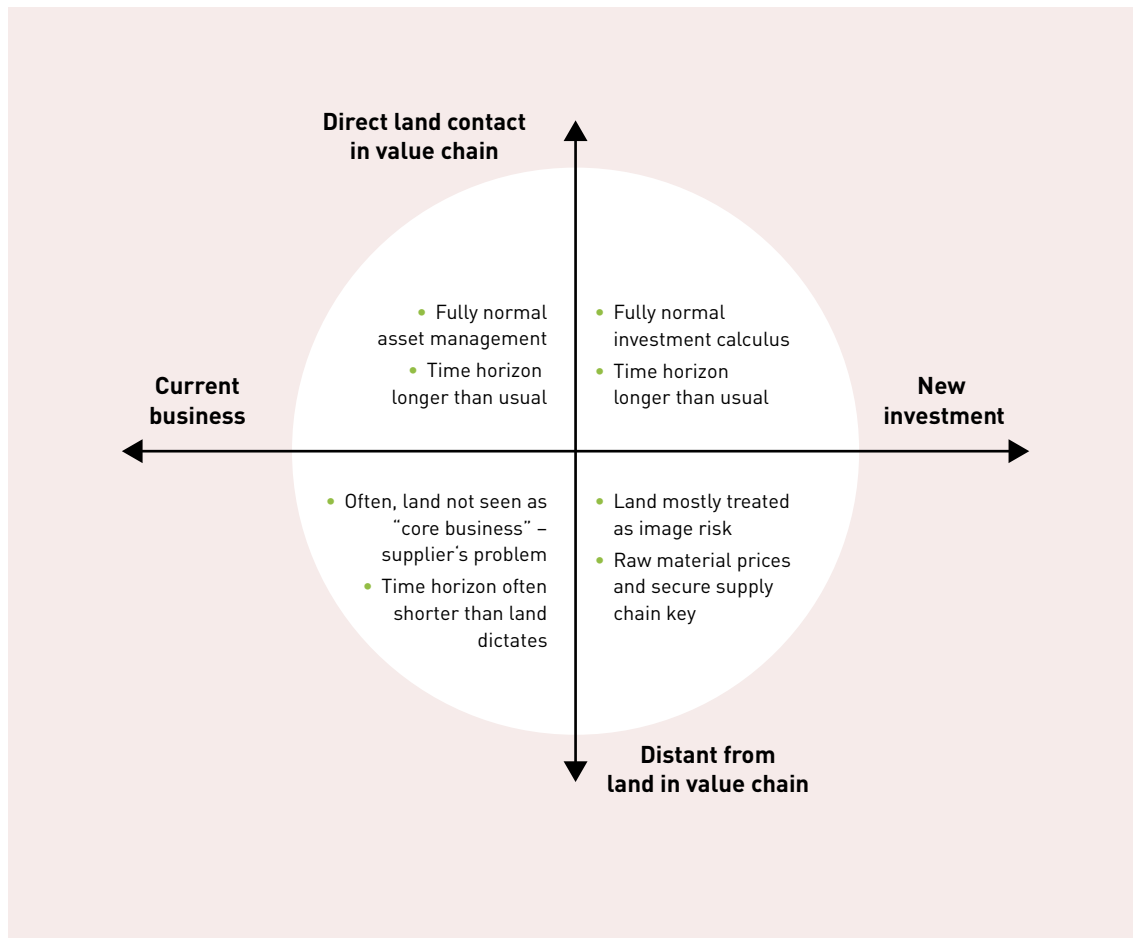 Direct land contact
in value chain
• Fully normal
asset management
• Time horizon
longer than usual
• Fully normal
investment calculus
• Time horizon
longer than usual
Current
business
New
investment
• Often, land not seen as
“core business” –
supplier‘s problem
• Time horizon often
shorter than land
dictates
• Land mostly treated
as image risk
• Raw material prices
and secure supply
chain key
Distant from
land in value chain